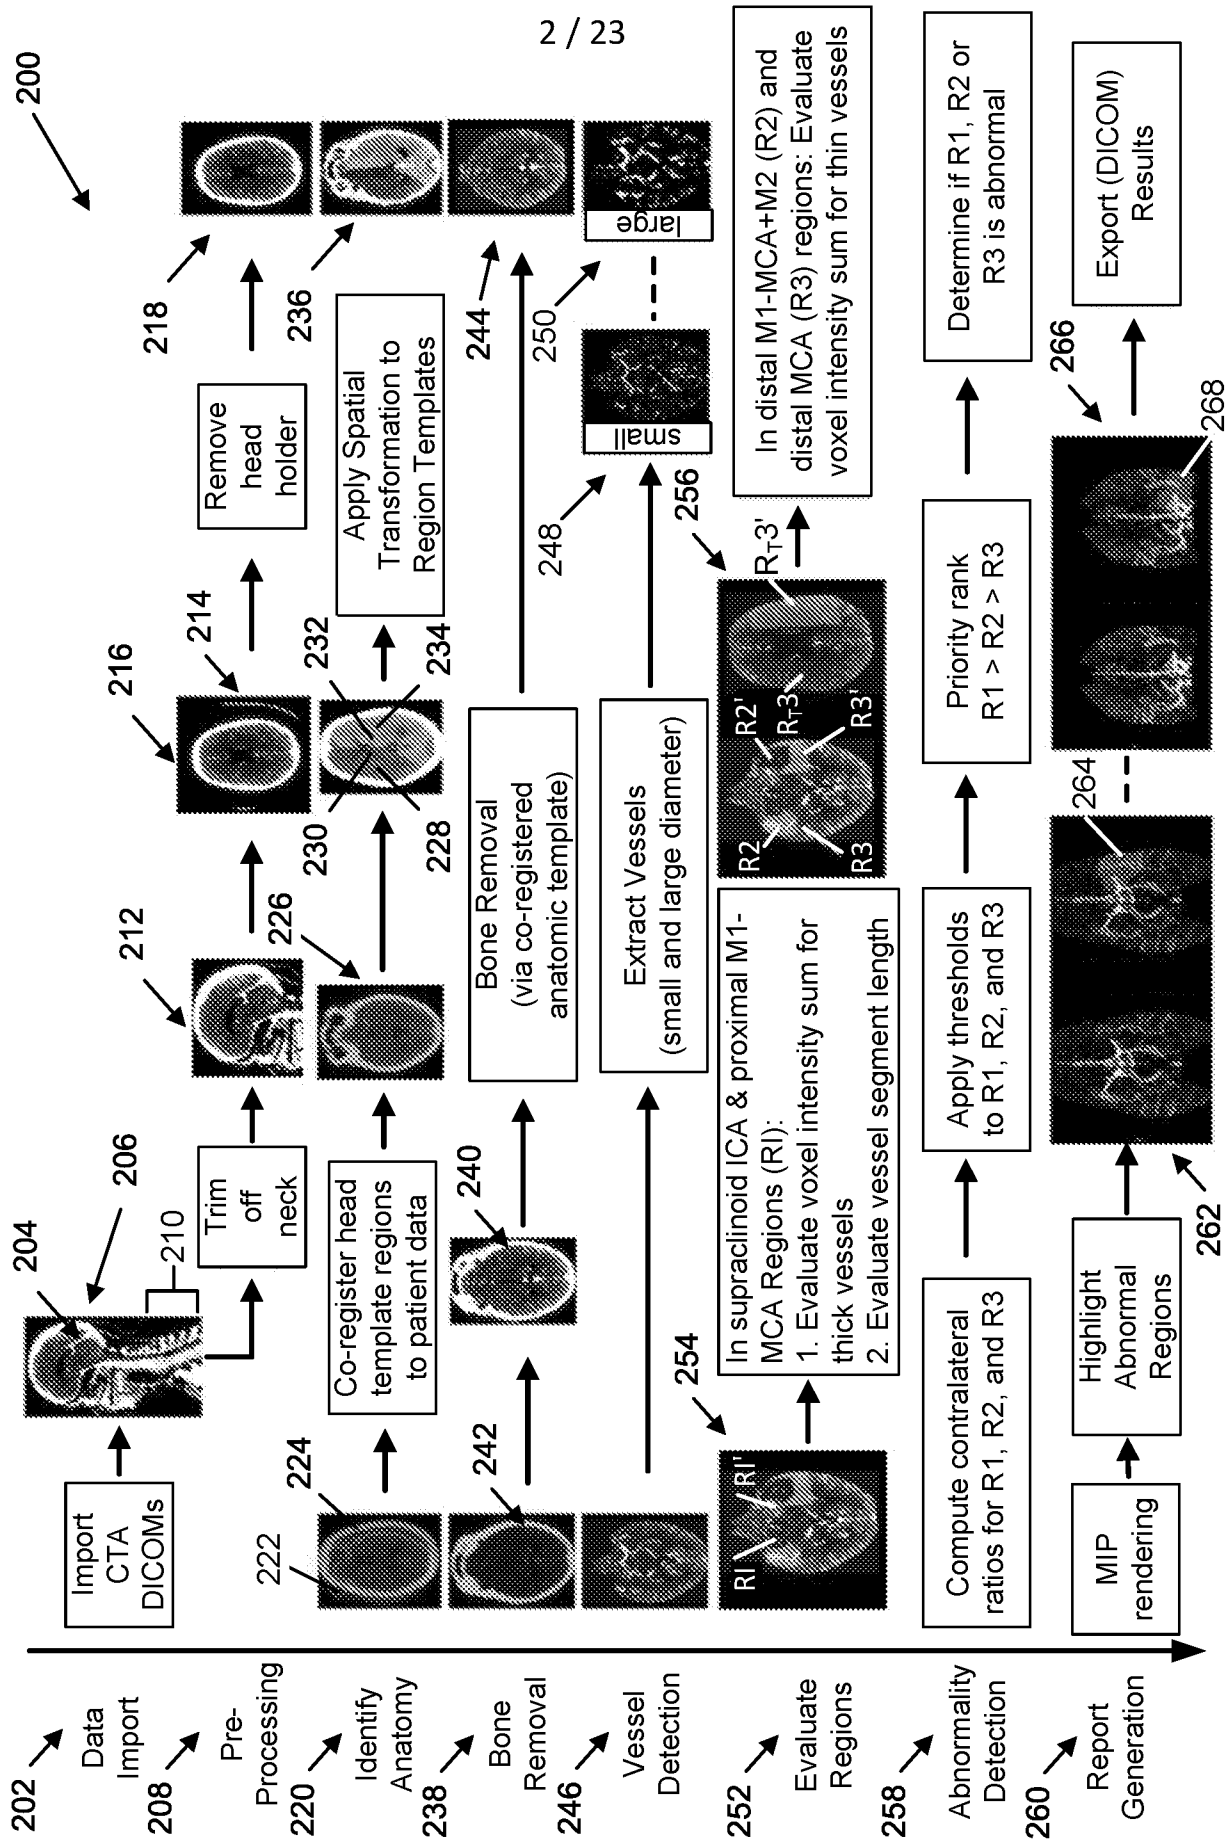 2 / 23
200
202
Data
Import
Import
CTA
DICOMs
204
206
210
208
Pre-
Processing
Trim
off
neck
212
216
214
Remove
head
holder
218
220
Identify
Anatomy
222
224
Co-register head
template regions
to patient data
226
230
228
232
234
Apply Spatial
Transformation to
Region Templates
236
238
Bone
Removal
242
240
Bone Removal
(via co-registered
anatomic template)
244
246
Vessel
Detection
Extract Vessels
(small and large diameter)
248
small
250
large
252
Evaluate
Regions
254
RI
RI'
In supraclinoid ICA & proximal M1-
MCA Regions (RI):
1. Evaluate voxel intensity sum for
thick vessels
2. Evaluate vessel segment length
256
R2
R2'
R3
R3'
RT3
RT3'
In distal M1-MCA+M2 (R2) and
distal MCA (R3) regions: Evaluate
voxel intensity sum for thin vessels
258
Abnormality
Detection
Compute contralateral
ratios for R1, R2, and R3
Apply thresholds
to R1, R2, and R3
Priority rank
R1 > R2 > R3
Determine if R1, R2 or
R3 is abnormal
260
Report
Generation
MIP
rendering
Highlight
Abnormal
Regions
262
264
266
268
Export (DICOM)
Results